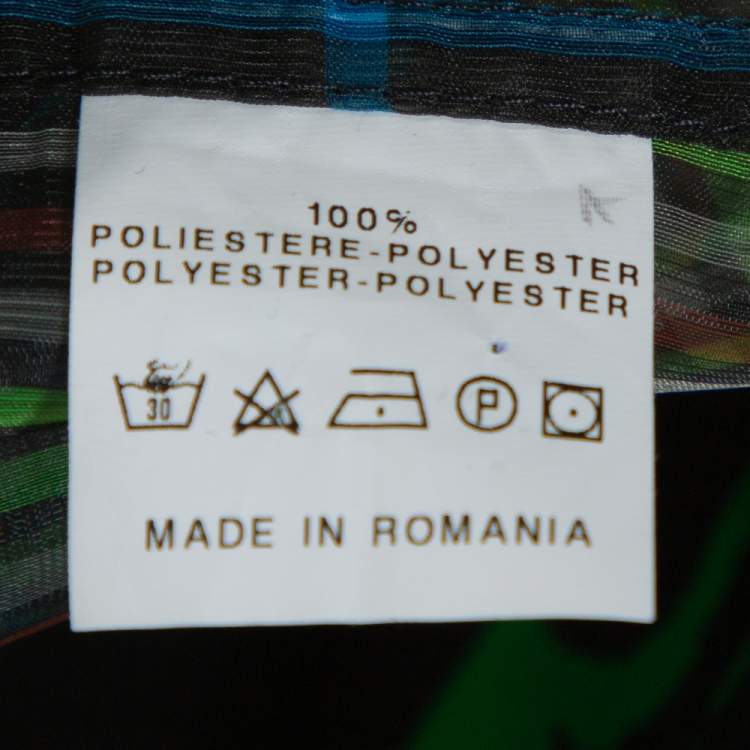 100%
POLIESTERE-POLYESTER
POLYESTER-POLYESTER
30
P
MADE IN ROMANIA